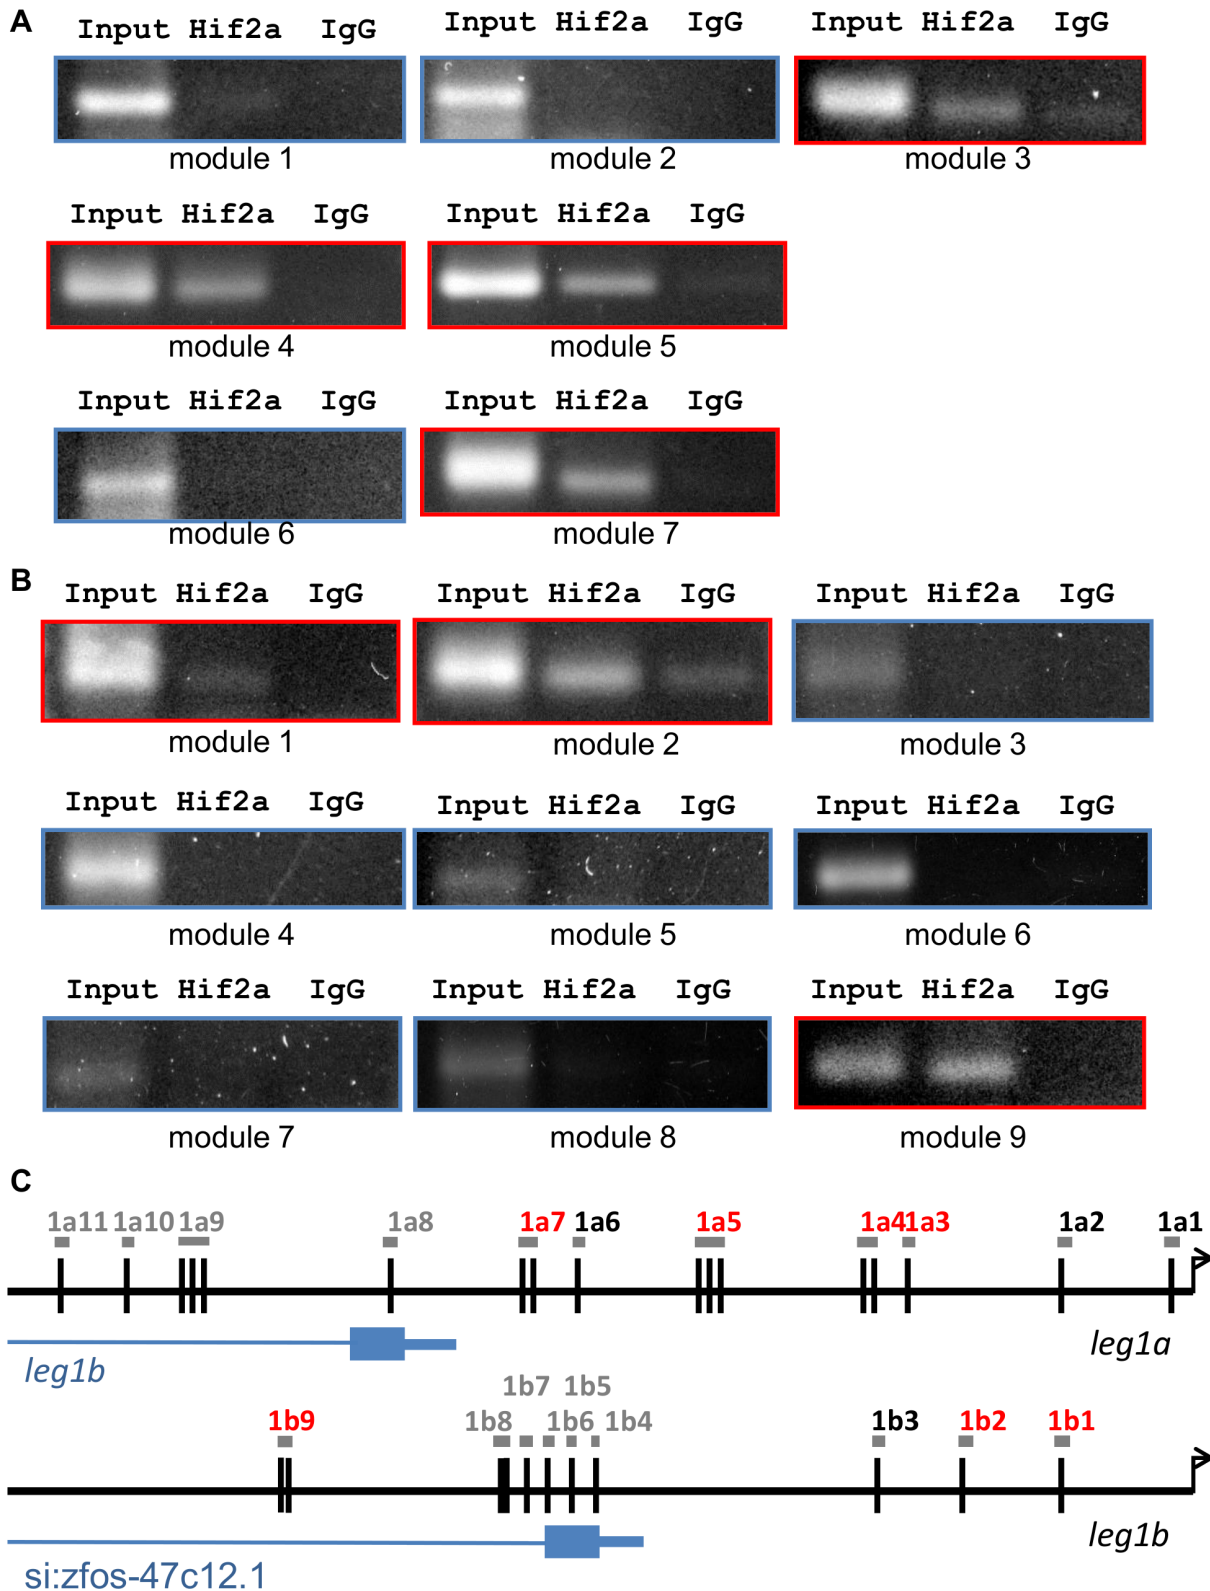 A
Input Hif2a IgG
Input Hif2a IgG
Input Hif2a IgG
module 1
module 2
module 3
Input Hif2a IgG
Input Hif2a IgG
module 4
module 5
Input Hif2a IgG
Input Hif2a IgG
module 6
module 7
B
Input Hif2a IgG
Input Hif2a IgG
Input Hif2a IgG
module 1
module 2
module 3
Input Hif2a IgG
Input Hif2a IgG
Input Hif2a IgG
module 4
module 5
module 6
Input Hif2a IgG
Input Hif2a IgG
Input Hif2a IgG
module 7
module 8
module 9
C
1a11 1a10 1a9 1a8 1a7 1a6 1a5 1a4 1a3 1a2 1a1
leg1b
leg1a
1b7 1b5
1b9 1b8 1b6 1b4 1b3 1b2 1b1
leg1b
si:zfos-47c12.1